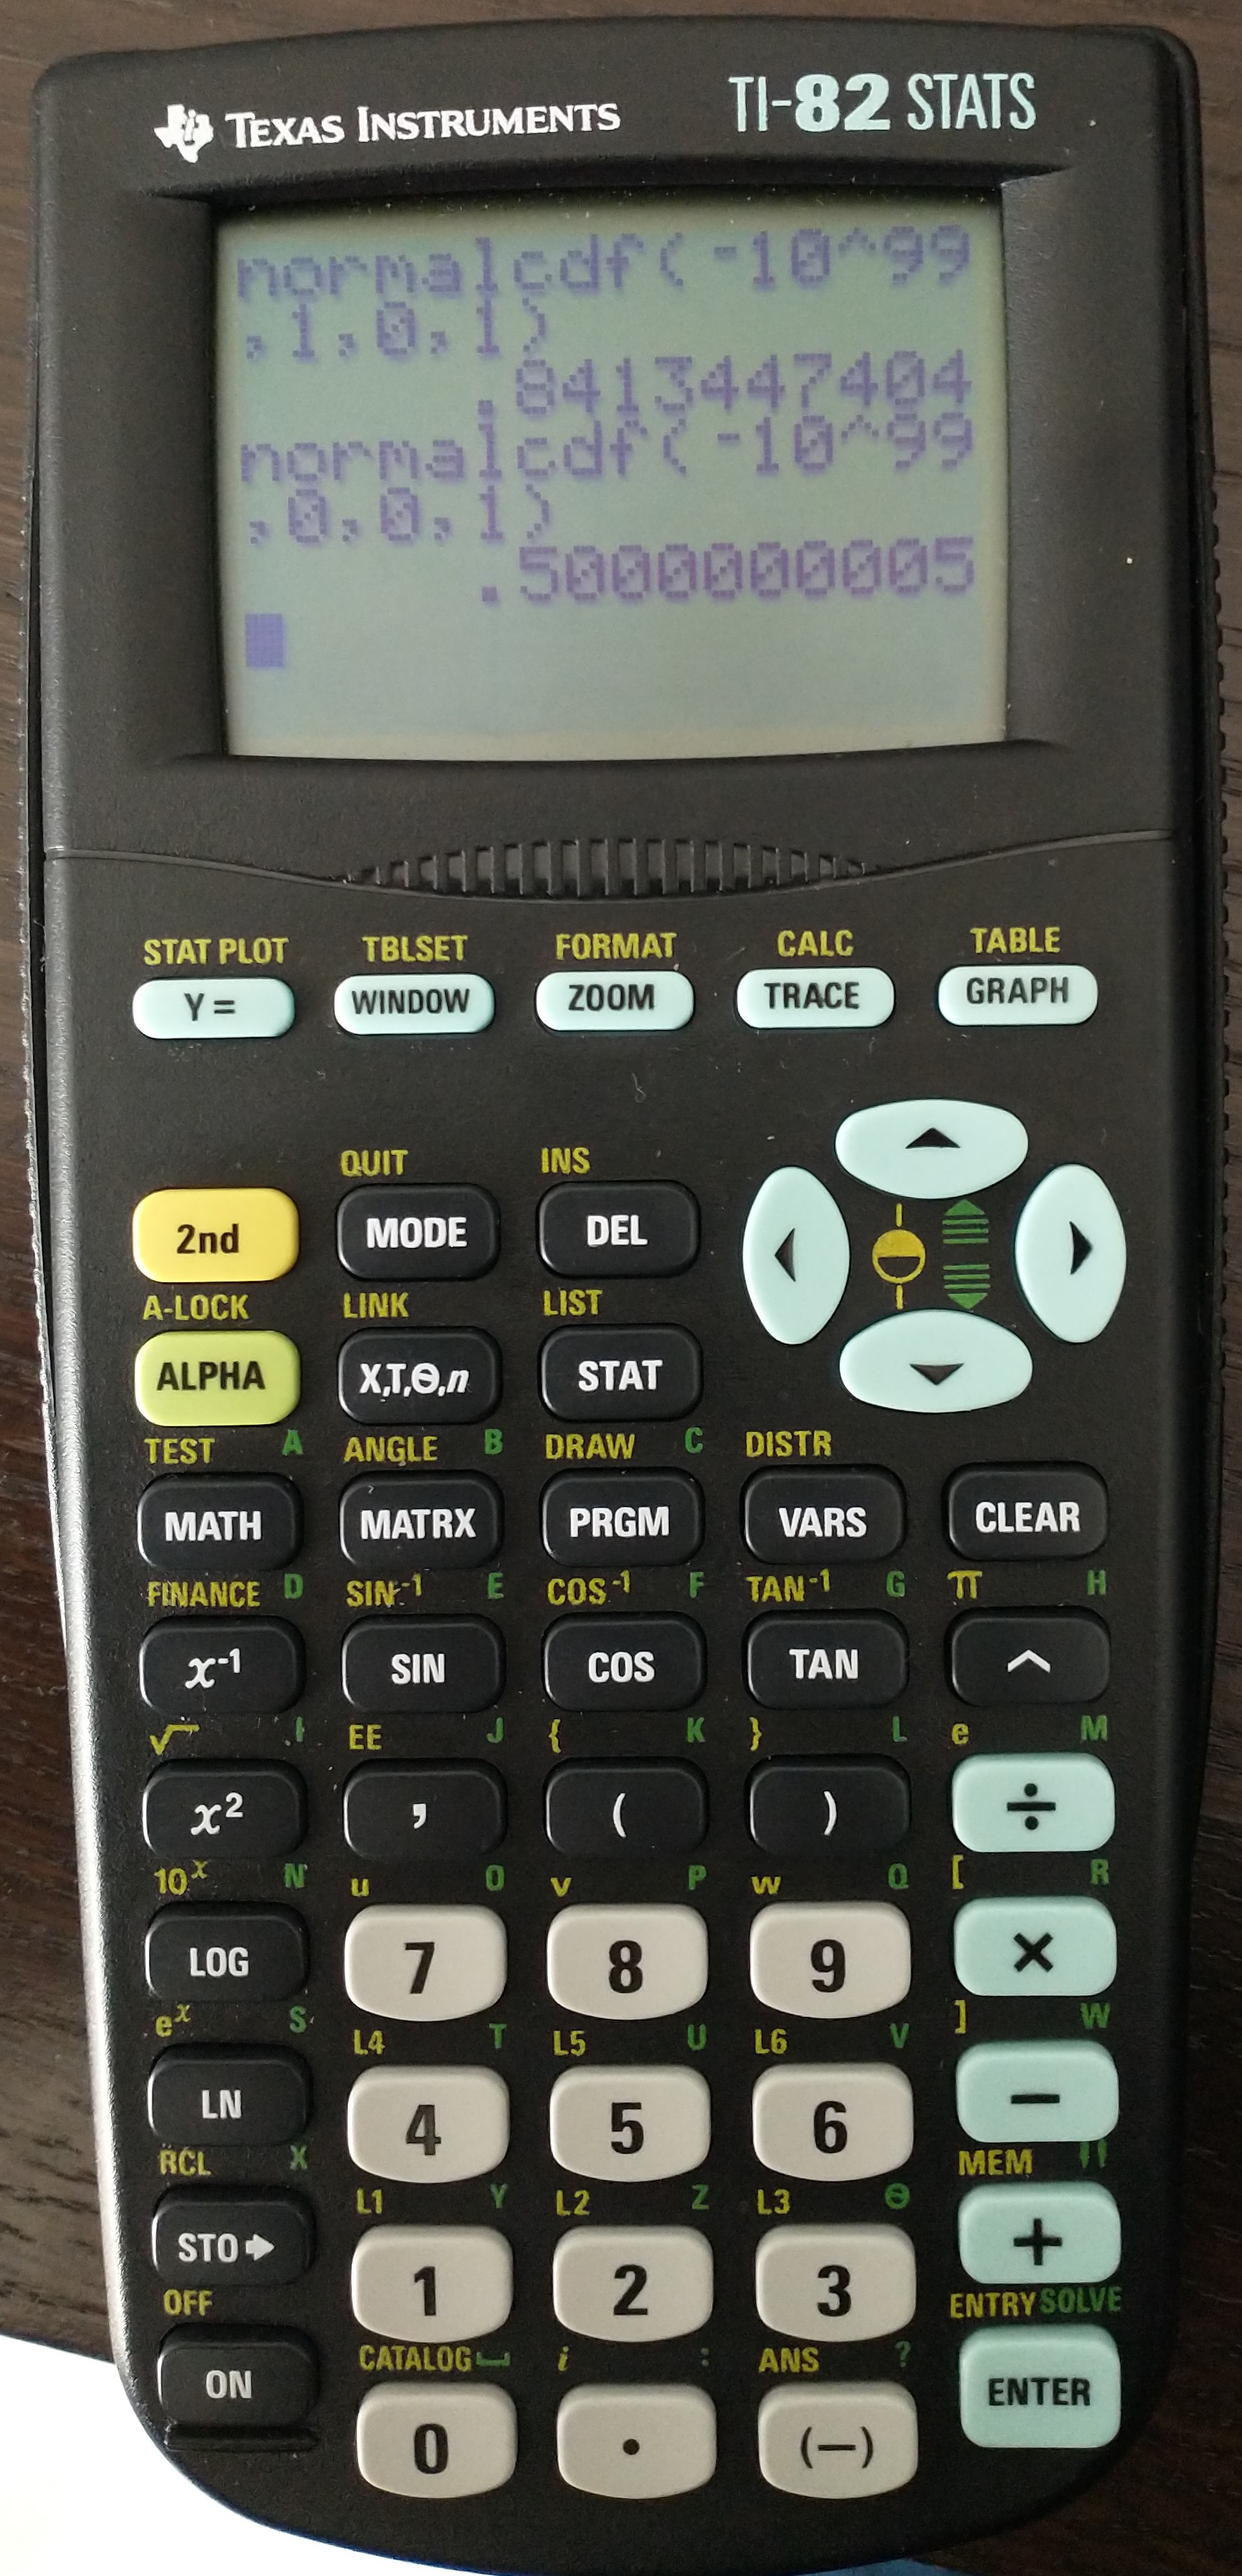 TEXAS INSTRUMENTS TI-82 STATS
normalcdf(-10^99
,1,0,1)
.8413447404
normalcdf(-10^99
,0,0,1)
.5000000005
STAT PLOT TBLSET FORMAT CALC TABLE
Y= WINDOW ZOOM TRACE GRAPH
QUIT INS
2nd MODE DEL
A-LOCK LINK LIST
ALPHA X,T,Θ,n STAT
TEST A ANGLE B DRAW C DISTR
MATH MATRX PRGM VARS CLEAR
FINANCE D SIN⁻¹ E COS⁻¹ F TAN⁻¹ G π H
x⁻¹ SIN COS TAN ^
√ I EE J { K } L e M
x² , ( ) ÷
10ˣ N u O v P w Q [ R
LOG 7 8 9 ×
eˣ S L4 T L5 U L6 V ] W
LN 4 5 6 −
RCL X L1 Y L2 Z L3 Θ MEM "
STO➔ 1 2 3 +
OFF CATALOG ⎵ i : ANS ? ENTRY SOLVE
ON 0 . (−) ENTER